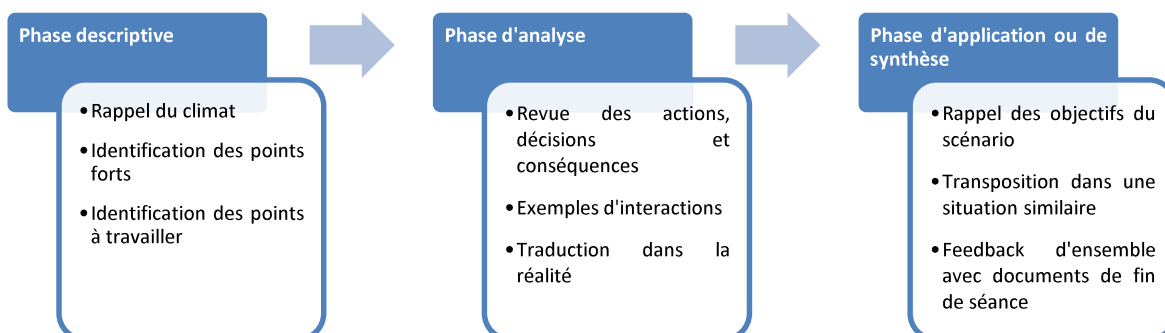 Phase descriptive
•Rappel du climat
•Identification des points
forts
•Identification des points
à travailler
Phase d'analyse
•Revue des actions,
décisions et
conséquences
•Exemples d'interactions
•Traduction dans la
réalité
Phase d'application ou de
synthèse
•Rappel des objectifs du
scénario
•Transposition dans une
situation similaire
•Feedback d'ensemble
avec documents de fin
de séance